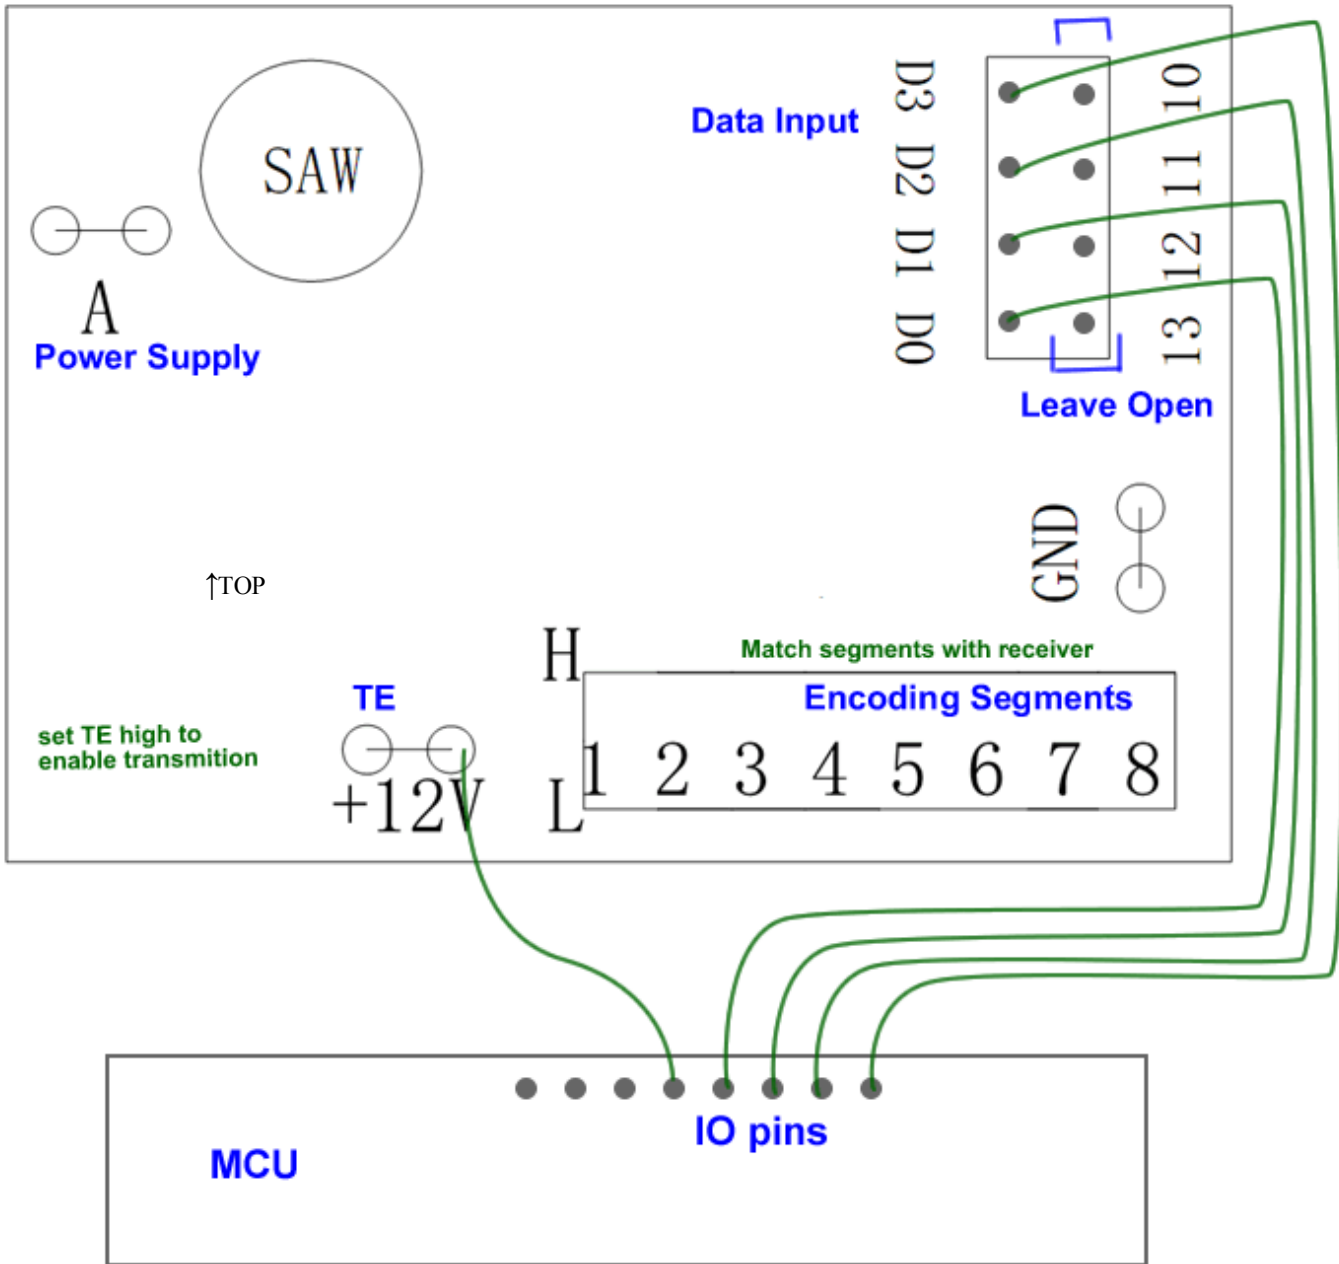 D3 D2 D1 D0
10 11 12 13
Data Input
SAW
A
Power Supply
Leave Open
GND
↑TOP
H
Match segments with receiver
TE
Encoding Segments
set TE high to
enable transmition
1 2 3 4 5 6 7 8
+12V
L
IO pins
MCU